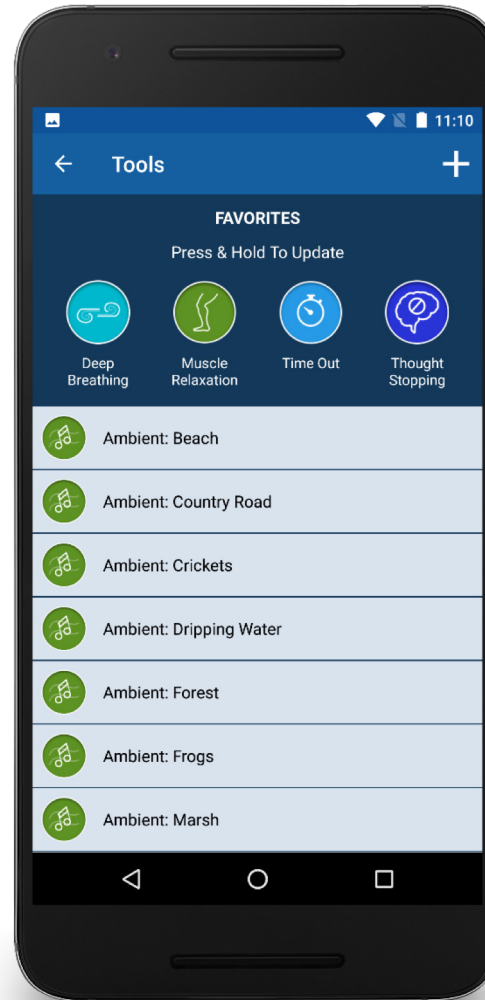 11:10
Tools
FAVORITES
Press & Hold To Update
Deep
Breathing
Muscle
Relaxation
Time Out
Thought
Stopping
Ambient: Beach
Ambient: Country Road
Ambient: Crickets
Ambient: Dripping Water
Ambient: Forest
Ambient: Frogs
Ambient: Marsh